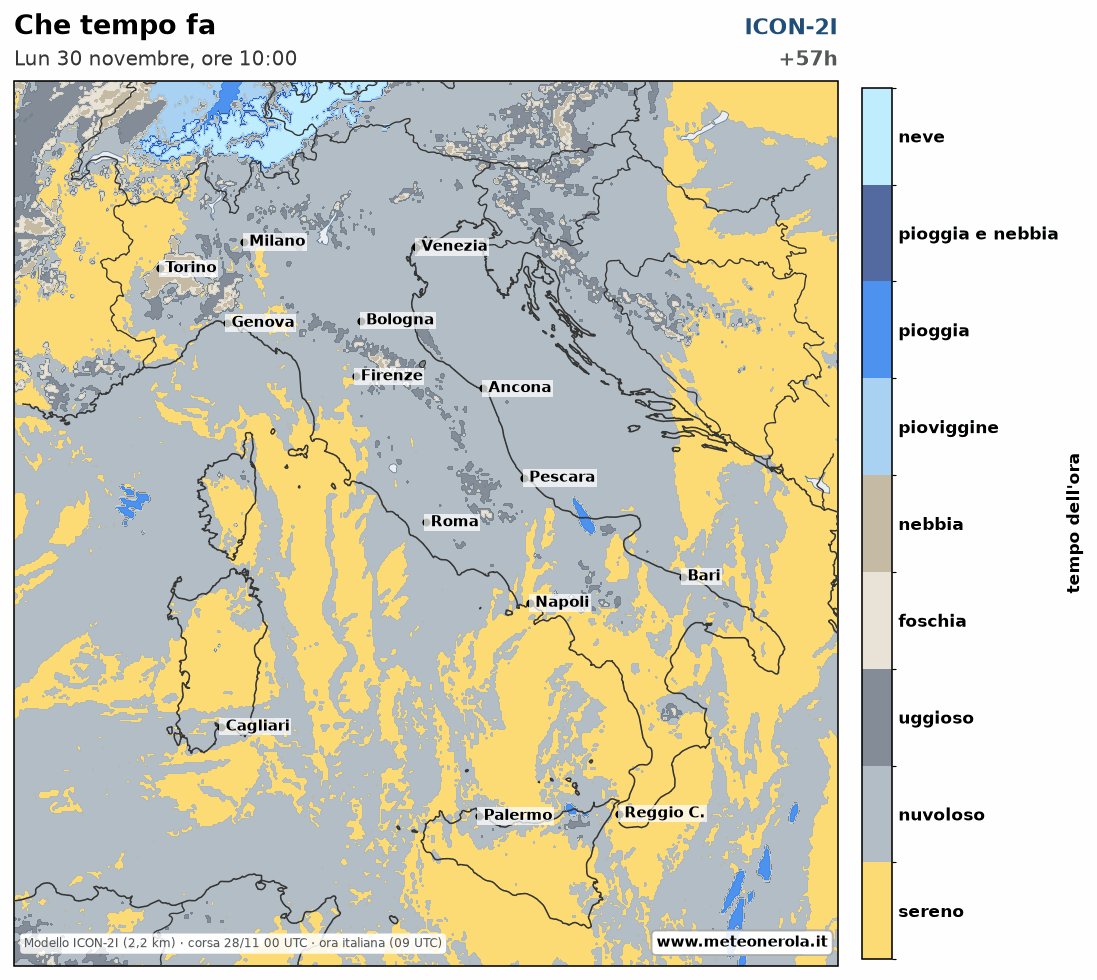 Che tempo fa
ICON-2I
Lun 30 novembre, ore 10:00
+57h
neve
pioggia e nebbia
pioggia
pioviggine
nebbia
foschia
uggioso
nuvoloso
sereno
tempo dell'ora
Milano
Venezia
Torino
Genova
Bologna
Firenze
Ancona
Pescara
Roma
Bari
Napoli
Cagliari
Palermo
Reggio C.
Modello ICON-2I (2,2 km) · corsa 28/11 00 UTC · ora italiana (09 UTC)
www.meteonerola.it